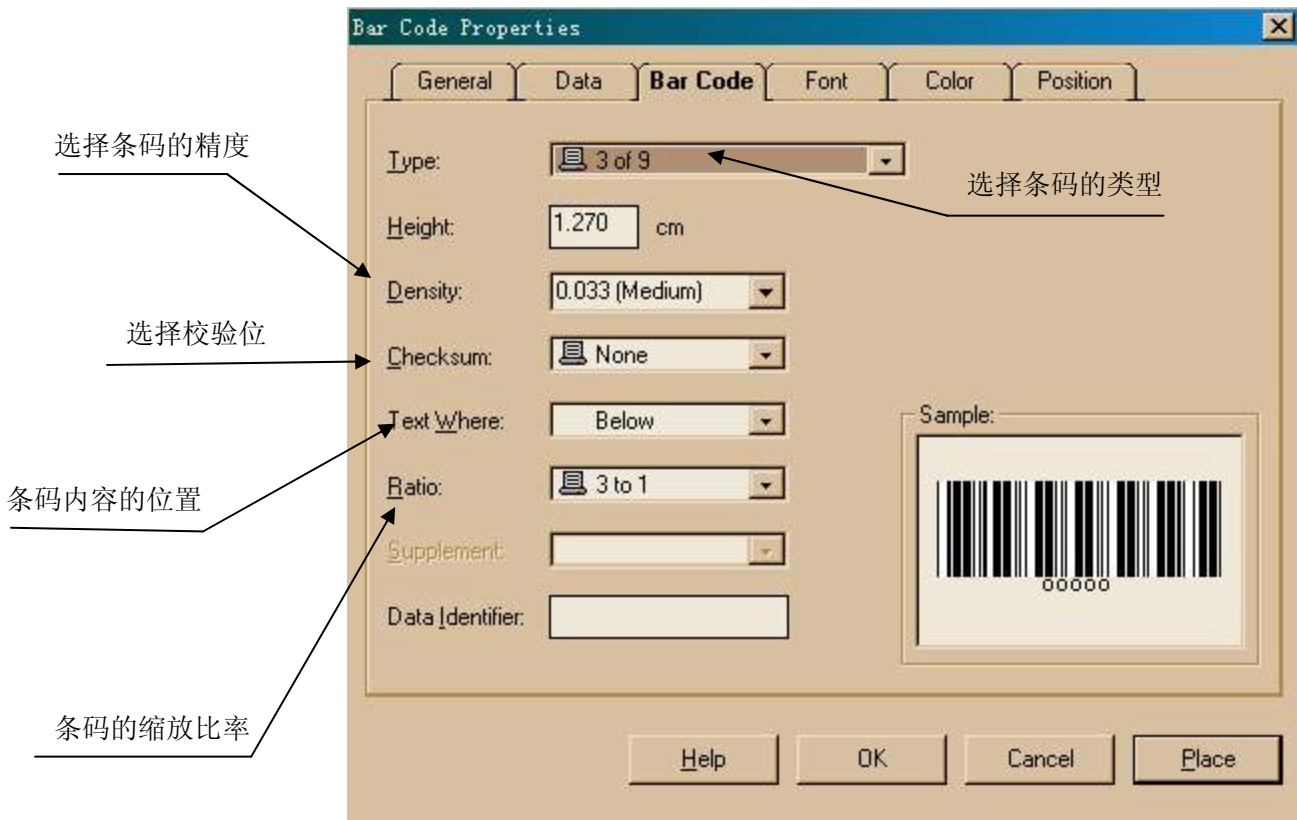 Bar Code Properties
General Data Bar Code Font Color Position
选择条码的精度
Type: 3 of 9
选择条码的类型
Height: 1.270 cm
Density: 0.033 (Medium)
选择校验位
Checksum: None
Text Where: Below
Sample:
条码内容的位置
Ratio: 3 to 1
Supplement:
00000
Data Identifier:
条码的缩放比率
Help OK Cancel Place